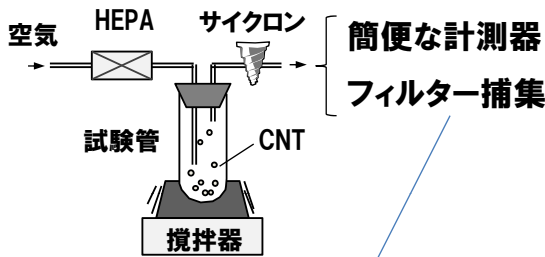 HEPA
サイクロン
空気
簡便な計測器
フィルター捕集
試験管
CNT
撹拌器